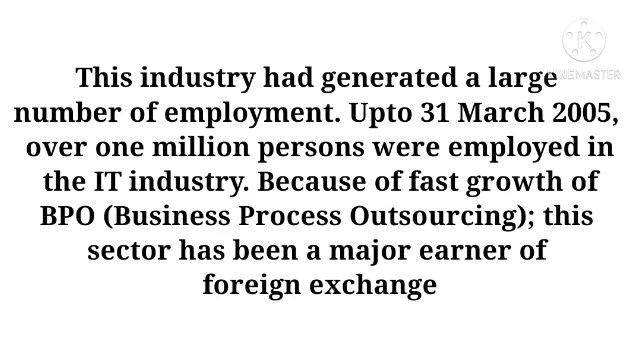 This industry had generated a large
number of employment. Upto 31 March 2005,
over one million persons were employed in
the IT industry. Because of fast growth of
BPO (Business Process Outsourcing); this
sector has been a major earner of
foreign exchange
K
KINEMASTER